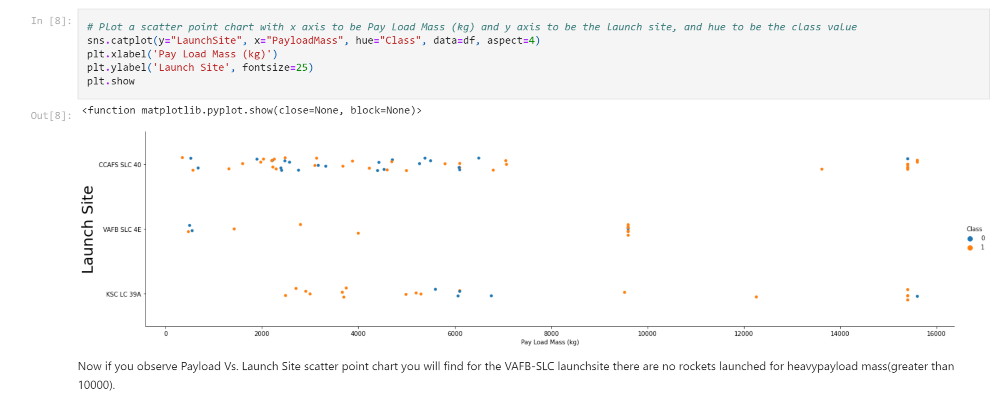 In [8]:
# Plot a scatter point chart with x axis to be Pay Load Mass (kg) and y axis to be the launch site, and hue to be the class value
sns.catplot(y="LaunchSite", x="PayloadMass", hue="Class", data=df, aspect=4)
plt.xlabel('Pay Load Mass (kg)')
plt.ylabel('Launch Site', fontsize=25)
plt.show
Out[8]:
<function matplotlib.pyplot.show(close=None, block=None)>
Launch Site
CCAFS SLC 40
VAFB SLC 4E
KSC LC 39A
Class
0
1
0 2000 4000 6000 8000 10000 12000 14000 16000
Pay Load Mass (kg)
Now if you observe Payload Vs. Launch Site scatter point chart you will find for the VAFB-SLC launchsite there are no rockets launched for heavypayload mass(greater than
10000).